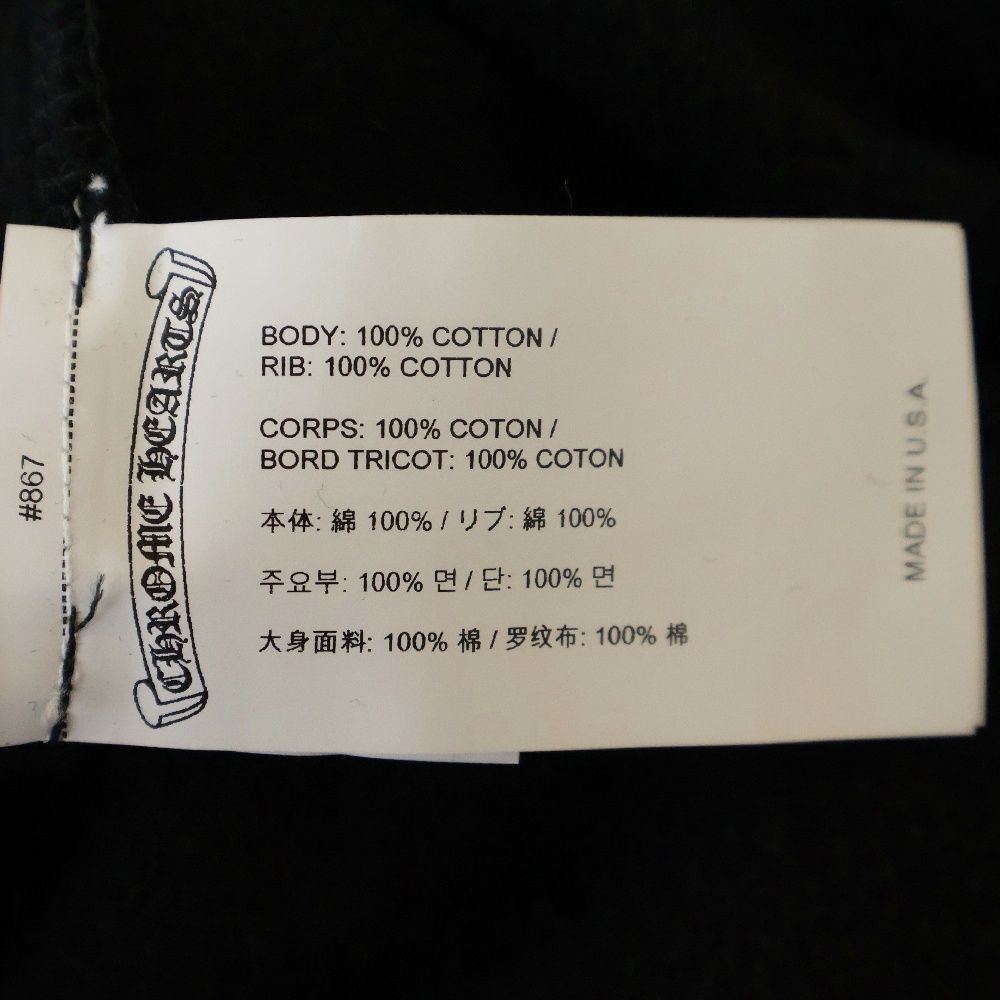 #867
CHROME HEARTS
BODY: 100% COTTON /
RIB: 100% COTTON
CORPS: 100% COTON /
BORD TRICOT: 100% COTON
本体: 綿 100% / リブ: 綿 100%
주요부: 100% 면 / 단: 100% 면
大身面料: 100% 棉 / 罗纹布: 100% 棉
MADE IN U.S.A.